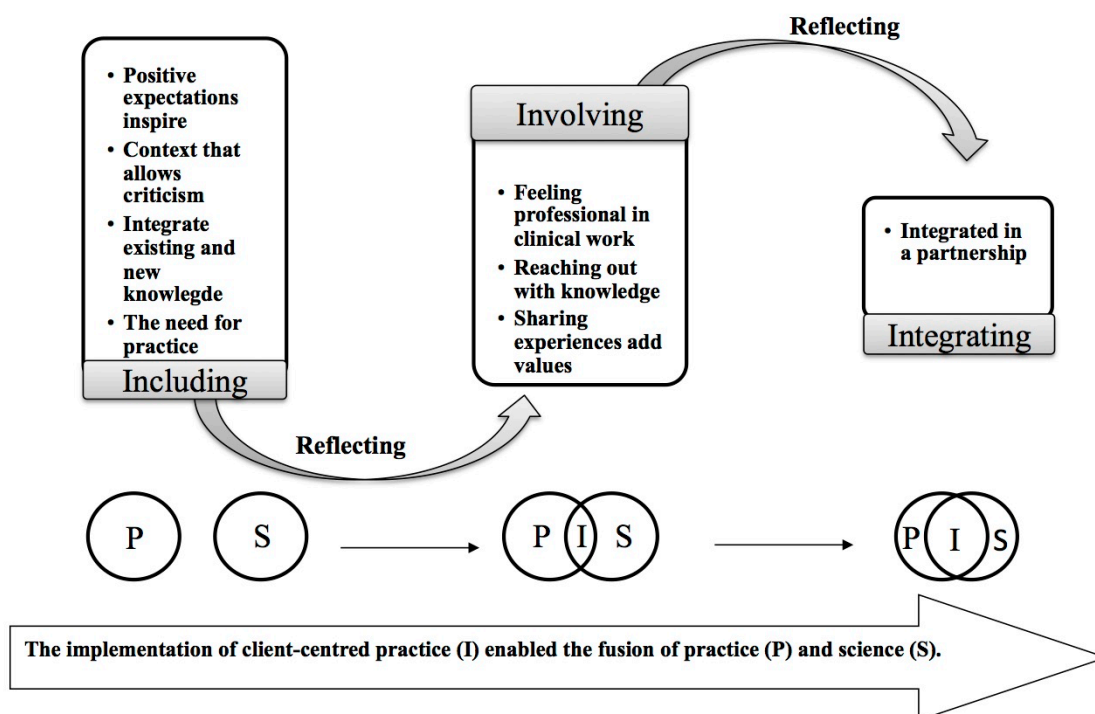 • Positive
expectations
inspire
• Context that
allows
criticism
• Integrate
existing and
new
knowlegde
• The need for
practice
Including
Reflecting
Involving
• Feeling
professional in
clinical work
• Reaching out
with knowledge
• Sharing
experiences add
values
Reflecting
• Integrated in
a partnership
Integrating
P S
P I S
P I S
The implementation of client-centred practice (I) enabled the fusion of practice (P) and science (S).